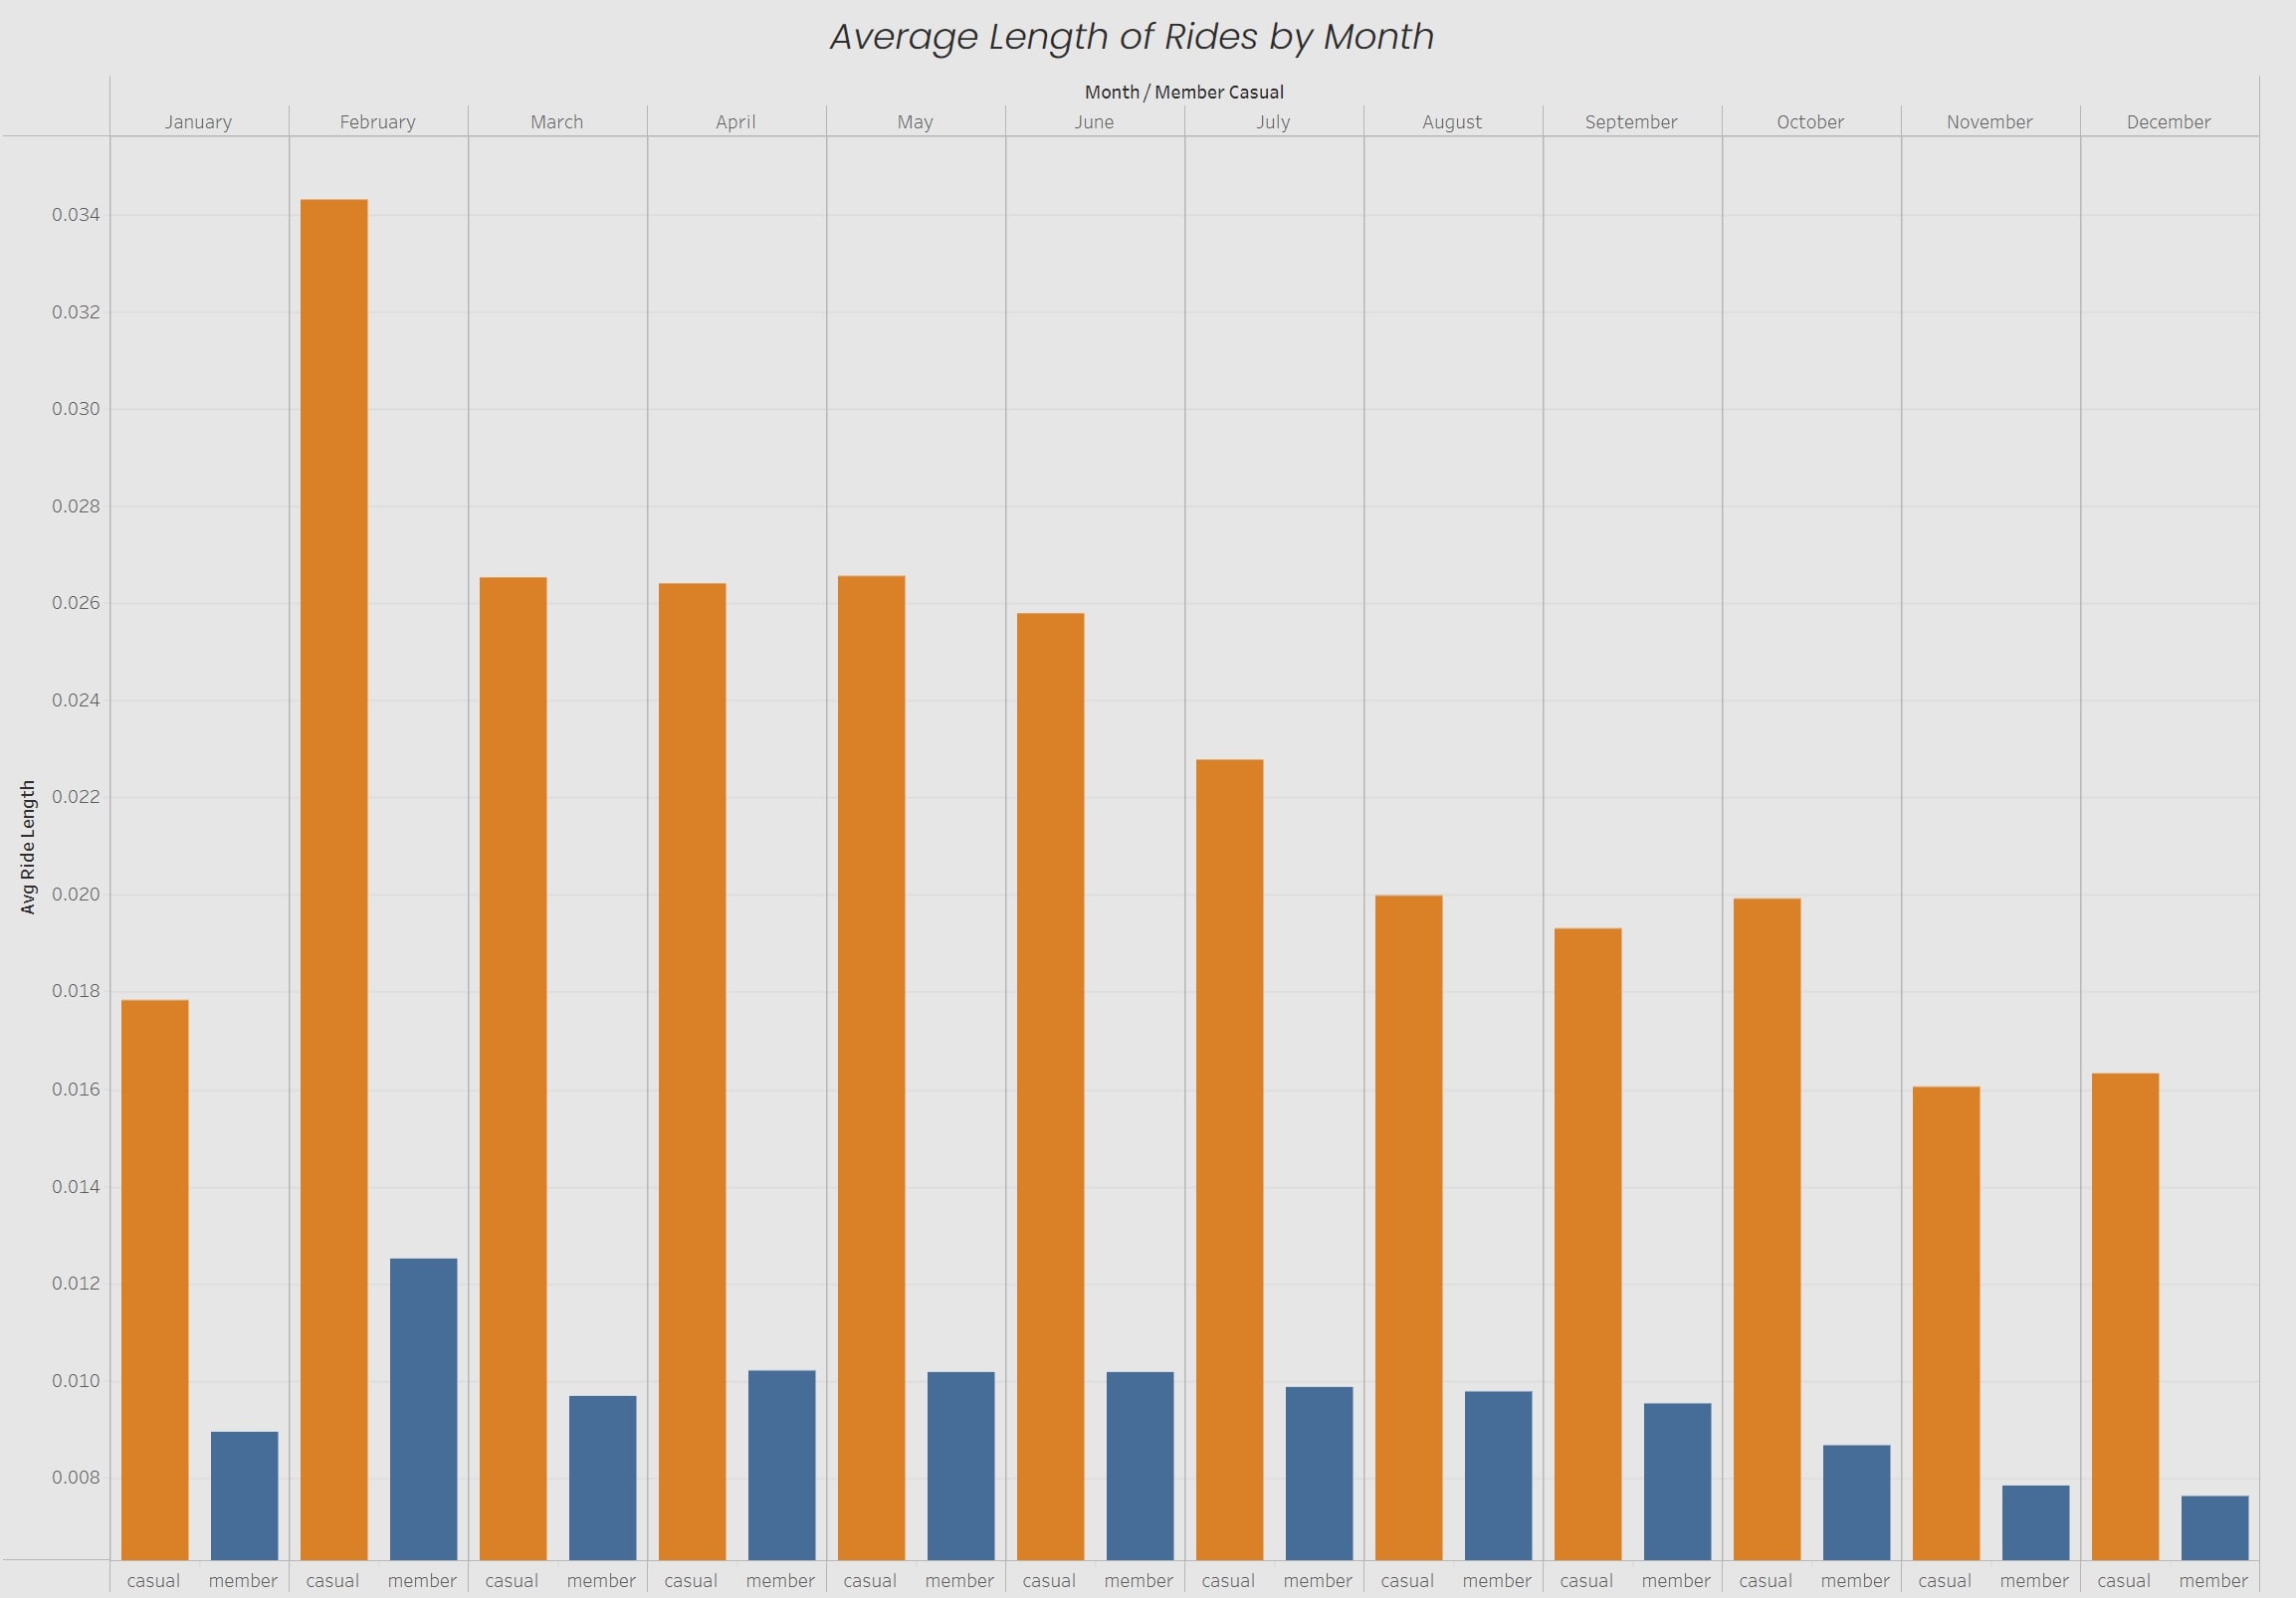 Average Length of Rides by Month
Month / Member Casual
January February March April May June July August September October November December
0.034
0.032
0.030
0.028
0.026
0.024
0.022
0.020
0.018
0.016
0.014
0.012
0.010
0.008
Avg Ride Length
casual member casual member casual member casual member casual member casual member casual member casual member casual member casual member casual member casual member